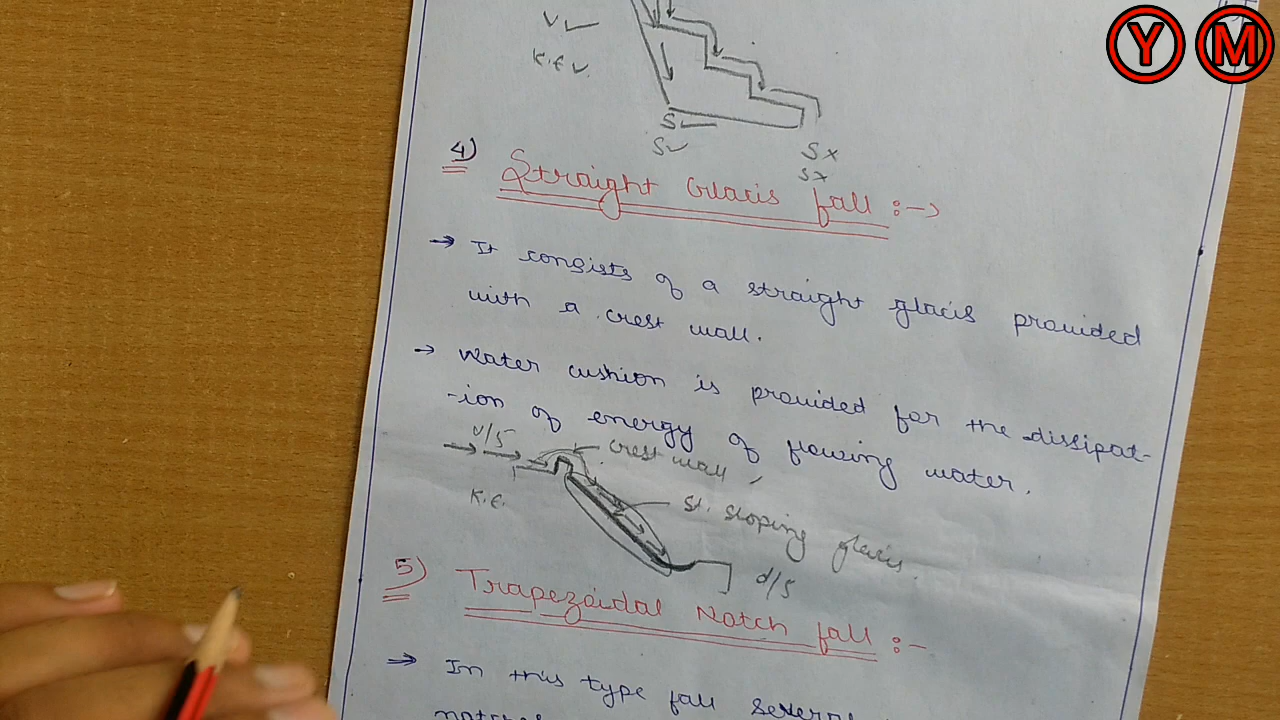 Y M
V
K.E
S
S
S x
S x
4) Straight Glacis fall :->
→ It consists of a straight glacis provided
with a crest wall.
→ Water cushion is provided for the dissipat-
-ion of energy of flowing water.
U/S
crest wall
K.E.
St. sloping glacis.
d/s
5) Trapezoidal Notch fall :-
→ In this type fall several